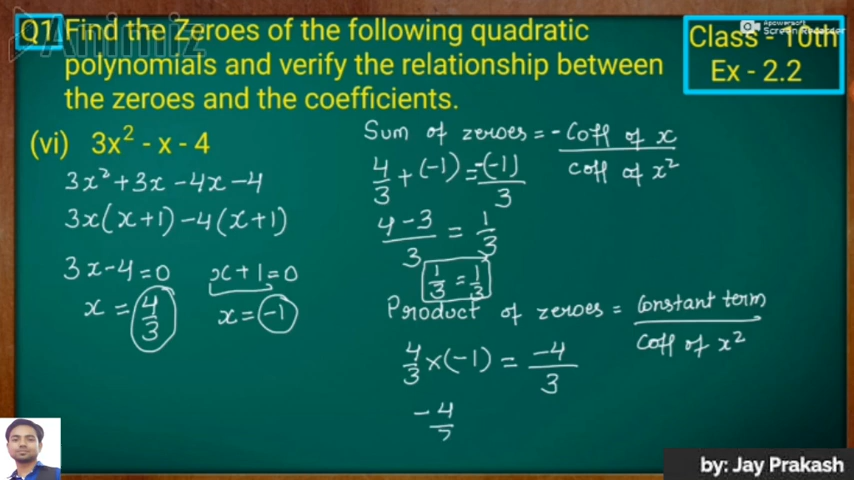 Q1 Find the Zeroes of the following quadratic
polynomials and verify the relationship between
the zeroes and the coefficients.
Class - 10th
Ex - 2.2
Apowersoft
Screen Recorder
Animiz
(vi) 3x² - x - 4
3x² + 3x - 4x - 4
3x(x+1) - 4(x+1)
3x - 4 = 0 x + 1 = 0
x = 4/3 x = -1
Sum of zeroes = - Coff of x / Coff of x²
4/3 + (-1) = -(-1)/3
4-3/3 = 1/3
1/3 = 1/3
Product of zeroes = Constant term / Coff of x²
4/3 × (-1) = -4/3
-4/
by: Jay Prakash